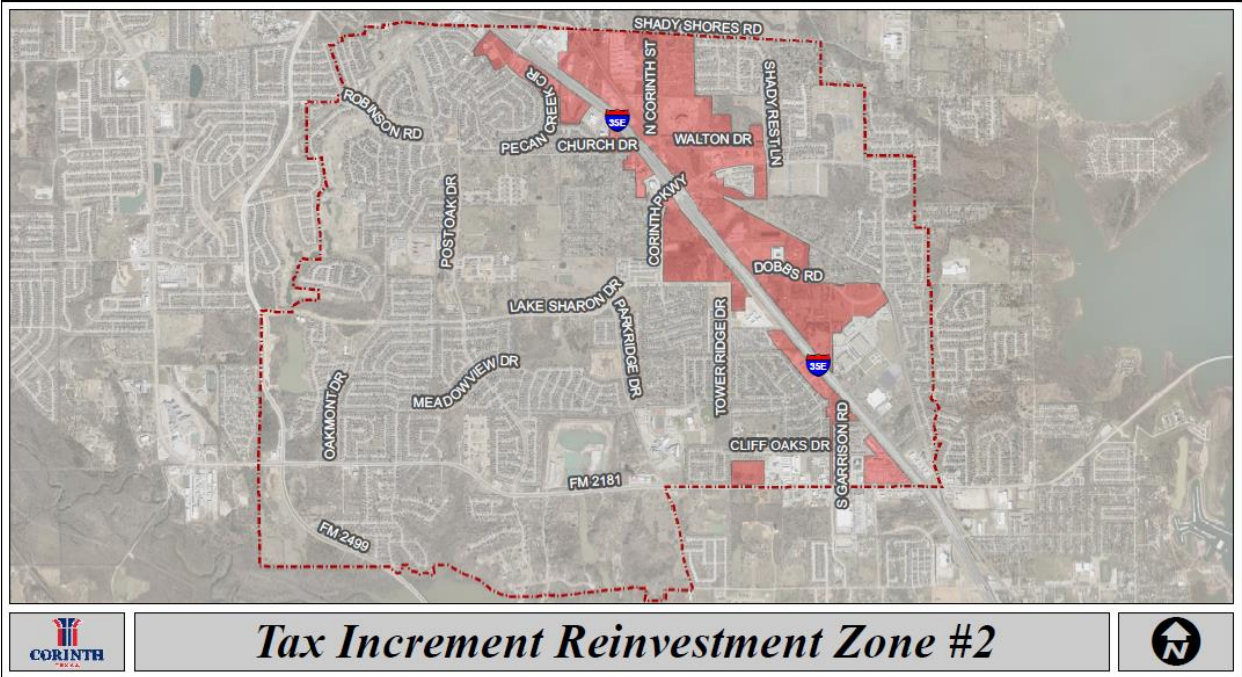 SHADY SHORES RD
N CORINTH ST
SHADY REST LN
PECAN CREEK CIR
ROBINSON RD
35E
CHURCH DR
WALTON DR
POST OAK DR
CORINTH PKWY
DOBBS RD
LAKE SHARON DR
PARKRIDGE DR
TOWER RIDGE DR
35E
MEADOWVIEW DR
OAKMONT DR
CLIFF OAKS DR
S GARRISON RD
FM 2181
FM 2499
CORINTH
TEXAS
Tax Increment Reinvestment Zone #2
N